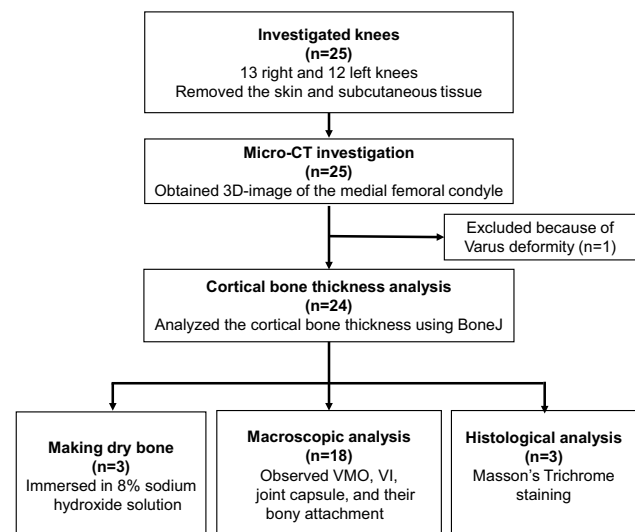 Investigated knees
(n=25)
13 right and 12 left knees
Removed the skin and subcutaneous tissue
Micro-CT investigation
(n=25)
Obtained 3D-image of the medial femoral condyle
Excluded because of
Varus deformity (n=1)
Cortical bone thickness analysis
(n=24)
Analyzed the cortical bone thickness using BoneJ
Making dry bone
(n=3)
Immersed in 8% sodium
hydroxide solution
Macroscopic analysis
(n=18)
Observed VMO, VI,
joint capsule, and their
bony attachment
Histological analysis
(n=3)
Masson's Trichrome
staining